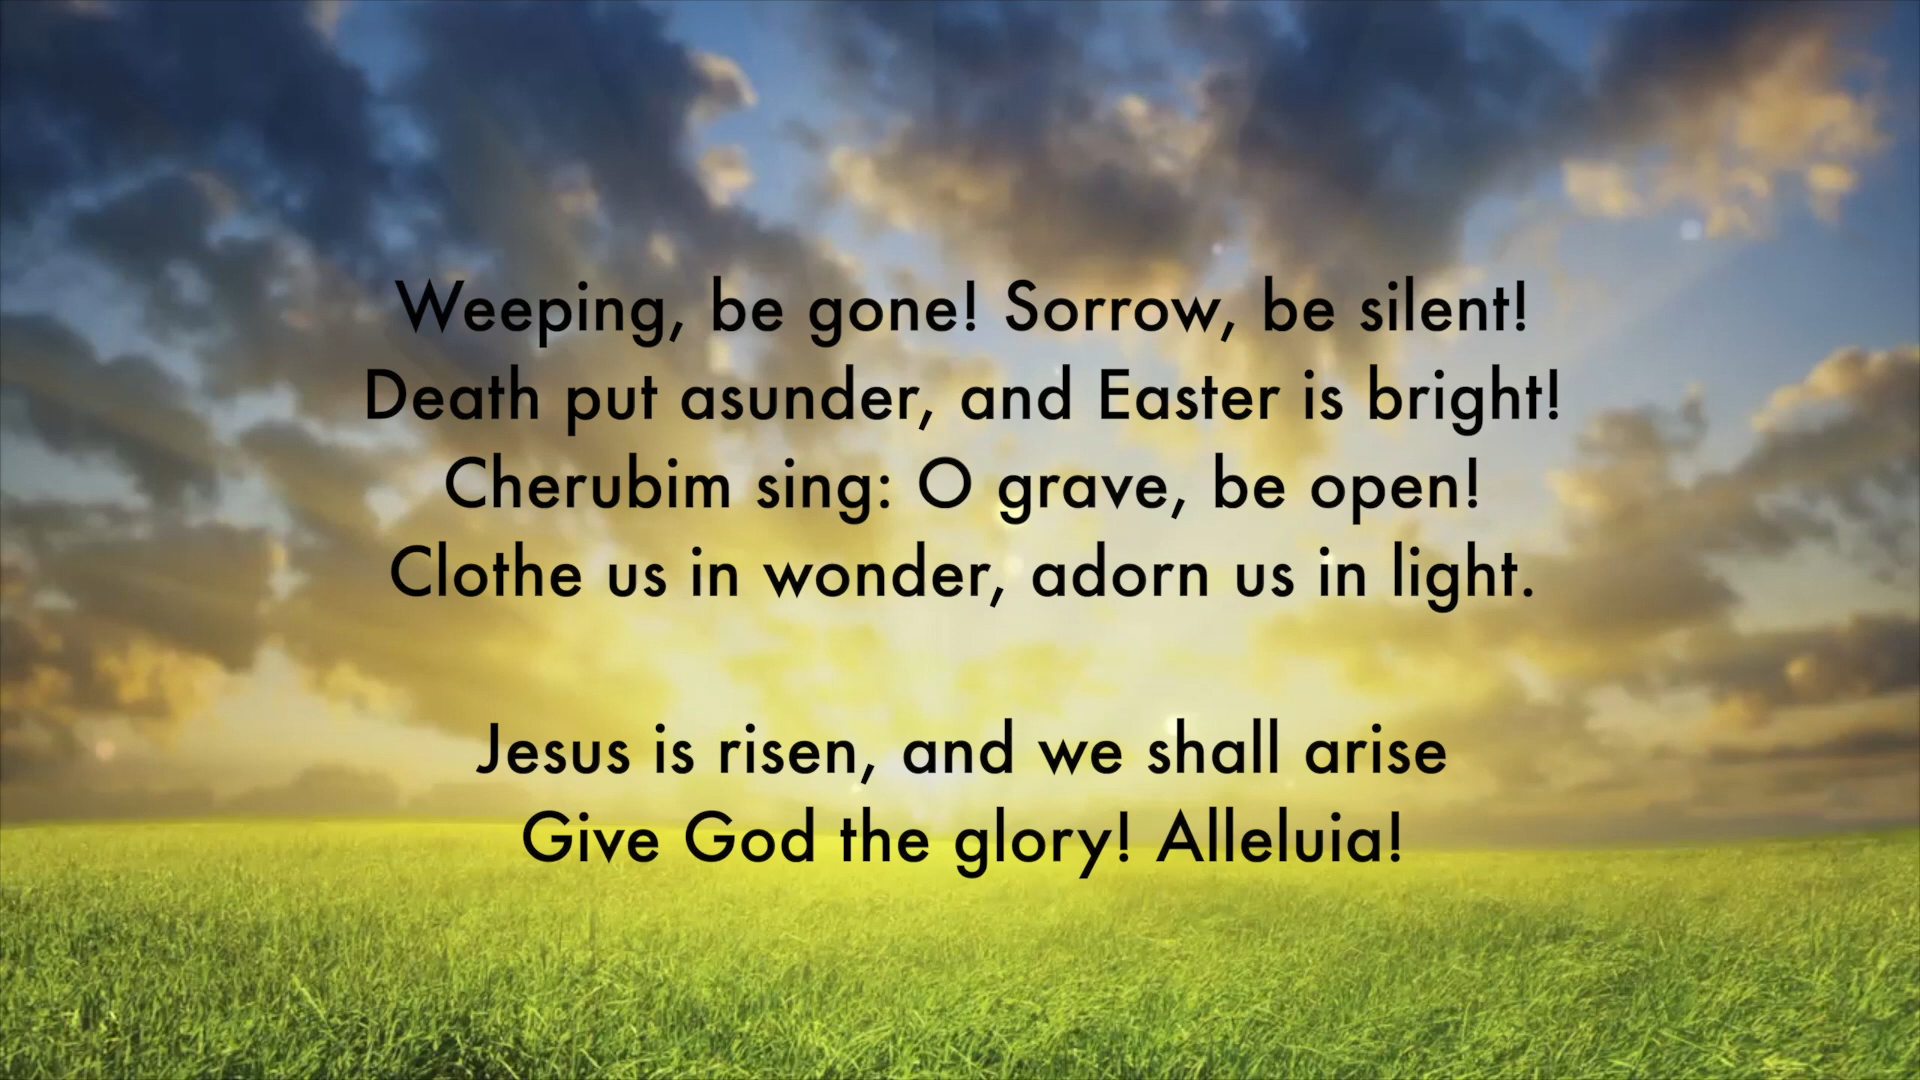 Weeping, be gone! Sorrow, be silent!
Death put asunder, and Easter is bright!
Cherubim sing: O grave, be open!
Clothe us in wonder, adorn us in light.
Jesus is risen, and we shall arise
Give God the glory! Alleluia!